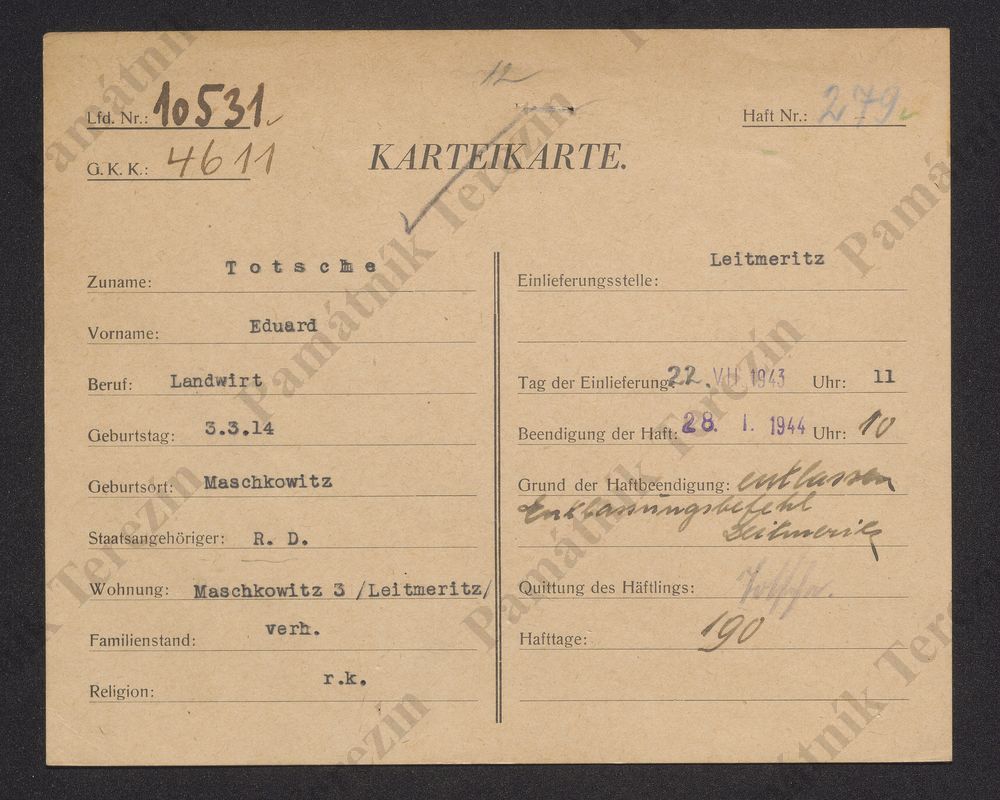 12
Lfd. Nr.: 10531
Haft Nr.: 279
G. K. K.: 4611
KARTEIKARTE.
Zuname: Totsche
Vorname: Eduard
Beruf: Landwirt
Geburtstag: 3.3.14
Geburtsort: Maschkowitz
Staatsangehöriger: R. D.
Wohnung: Maschkowitz 3 /Leitmeritz/
Familienstand: verh.
Religion: r.k.
Einlieferungsstelle: Leitmeritz
Tag der Einlieferung: 22. VII. 1943 Uhr: 11
Beendigung der Haft: 28. I. 1944 Uhr: 10
Grund der Haftbeendigung: entlassen
Entlassungsbefehl
Leitmeritz
Quittung des Häftlings: Totsche.
Hafttage: 190
Památník Terezín